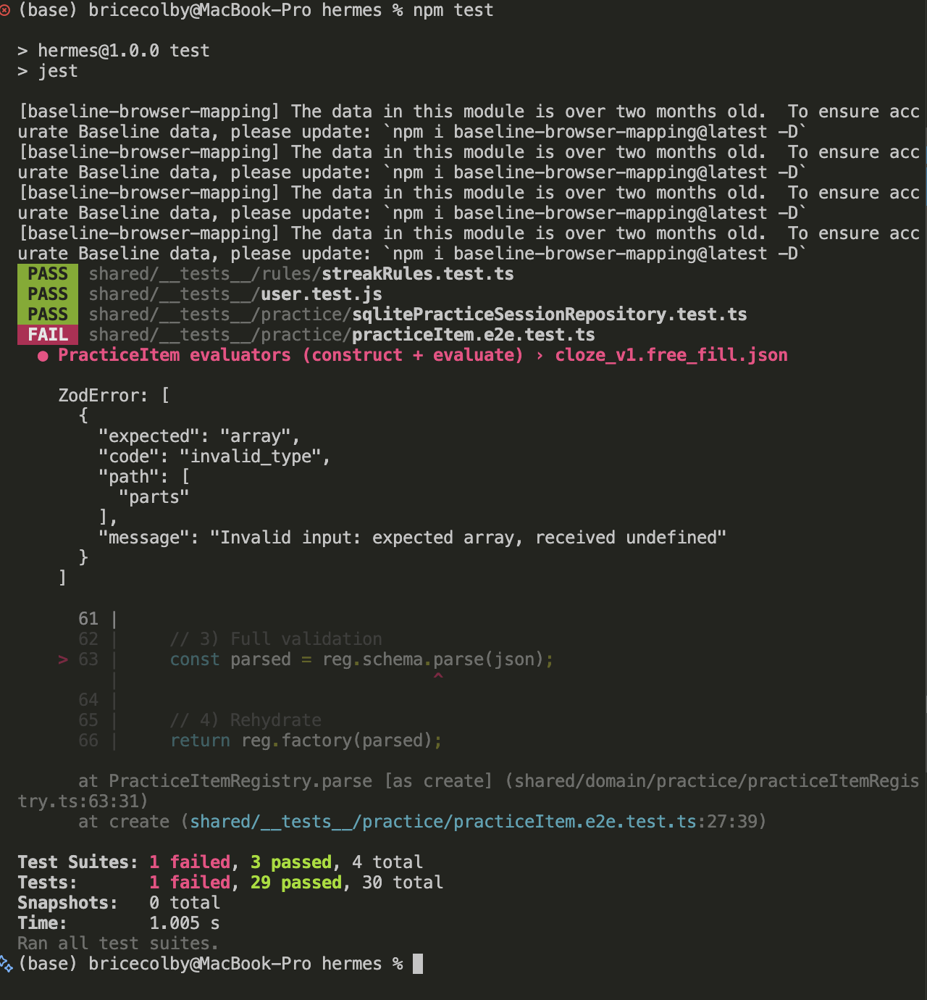 (base) bricecolby@MacBook-Pro hermes % npm test
> hermes@1.0.0 test
> jest
[baseline-browser-mapping] The data in this module is over two months old.  To ensure acc
urate Baseline data, please update: `npm i baseline-browser-mapping@latest -D`
[baseline-browser-mapping] The data in this module is over two months old.  To ensure acc
urate Baseline data, please update: `npm i baseline-browser-mapping@latest -D`
[baseline-browser-mapping] The data in this module is over two months old.  To ensure acc
urate Baseline data, please update: `npm i baseline-browser-mapping@latest -D`
[baseline-browser-mapping] The data in this module is over two months old.  To ensure acc
urate Baseline data, please update: `npm i baseline-browser-mapping@latest -D`
PASS shared/__tests__/rules/streakRules.test.ts
PASS shared/__tests__/user.test.js
PASS shared/__tests__/practice/sqlitePracticeSessionRepository.test.ts
FAIL shared/__tests__/practice/practiceItem.e2e.test.ts
● PracticeItem evaluators (construct + evaluate) › cloze_v1.free_fill.json
ZodError: [
{
"expected": "array",
"code": "invalid_type",
"path": [
"parts"
],
"message": "Invalid input: expected array, received undefined"
}
]
61 |
62 | // 3) Full validation
> 63 | const parsed = reg.schema.parse(json);
| ^
64 |
65 | // 4) Rehydrate
66 | return reg.factory(parsed);
at PracticeItemRegistry.parse [as create] (shared/domain/practice/practiceItemRegis
try.ts:63:31)
at create (shared/__tests__/practice/practiceItem.e2e.test.ts:27:39)
Test Suites: 1 failed, 3 passed, 4 total
Tests: 1 failed, 29 passed, 30 total
Snapshots: 0 total
Time: 1.005 s
Ran all test suites.
(base) bricecolby@MacBook-Pro hermes %